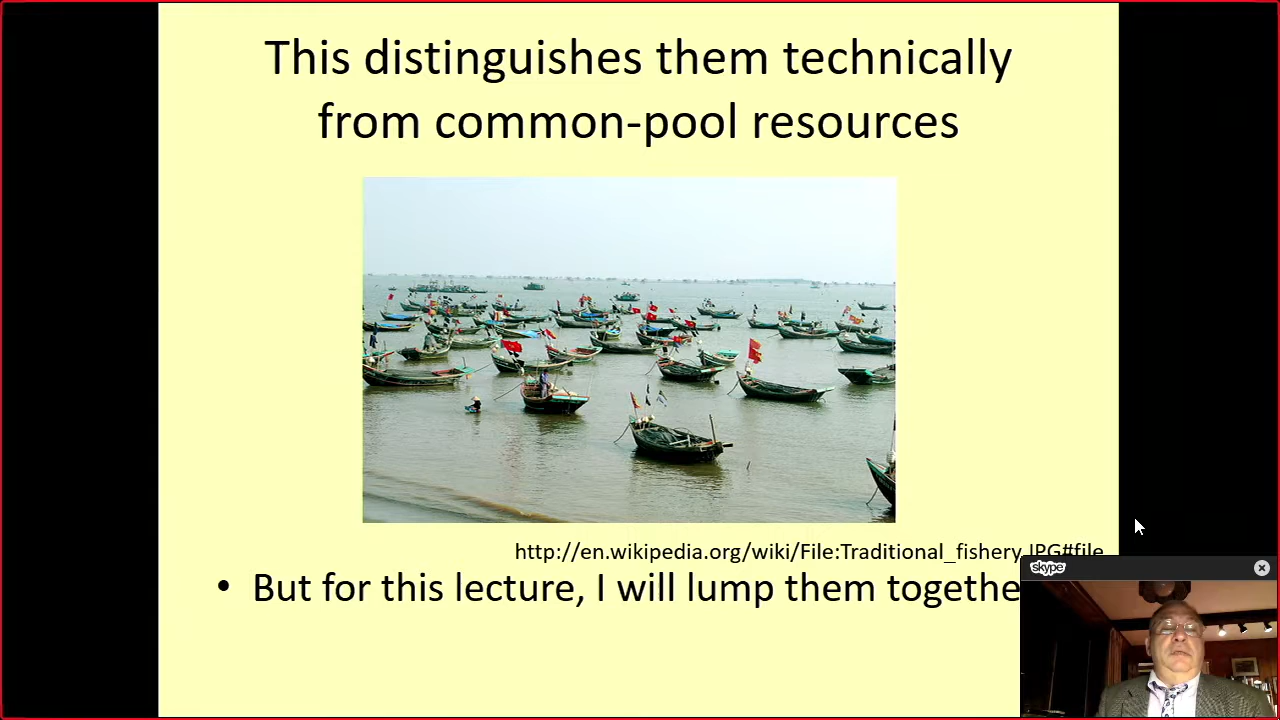 This distinguishes them technically
from common-pool resources
http://en.wikipedia.org/wiki/File:Traditional_fishery.JPG#file
• But for this lecture, I will lump them togethe
skype